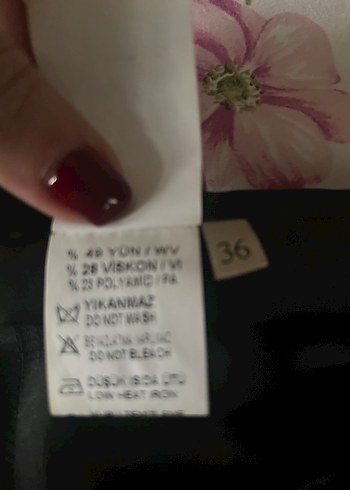 % 49 YÜN / WV
% 28 VİSKON / VI
% 23 POLYAMİD / PA
YIKANMAZ
DO NOT WASH
DO NOT BLEACH
DÜŞÜK ISIDA ÜTÜ
LOW HEAT IRON
36